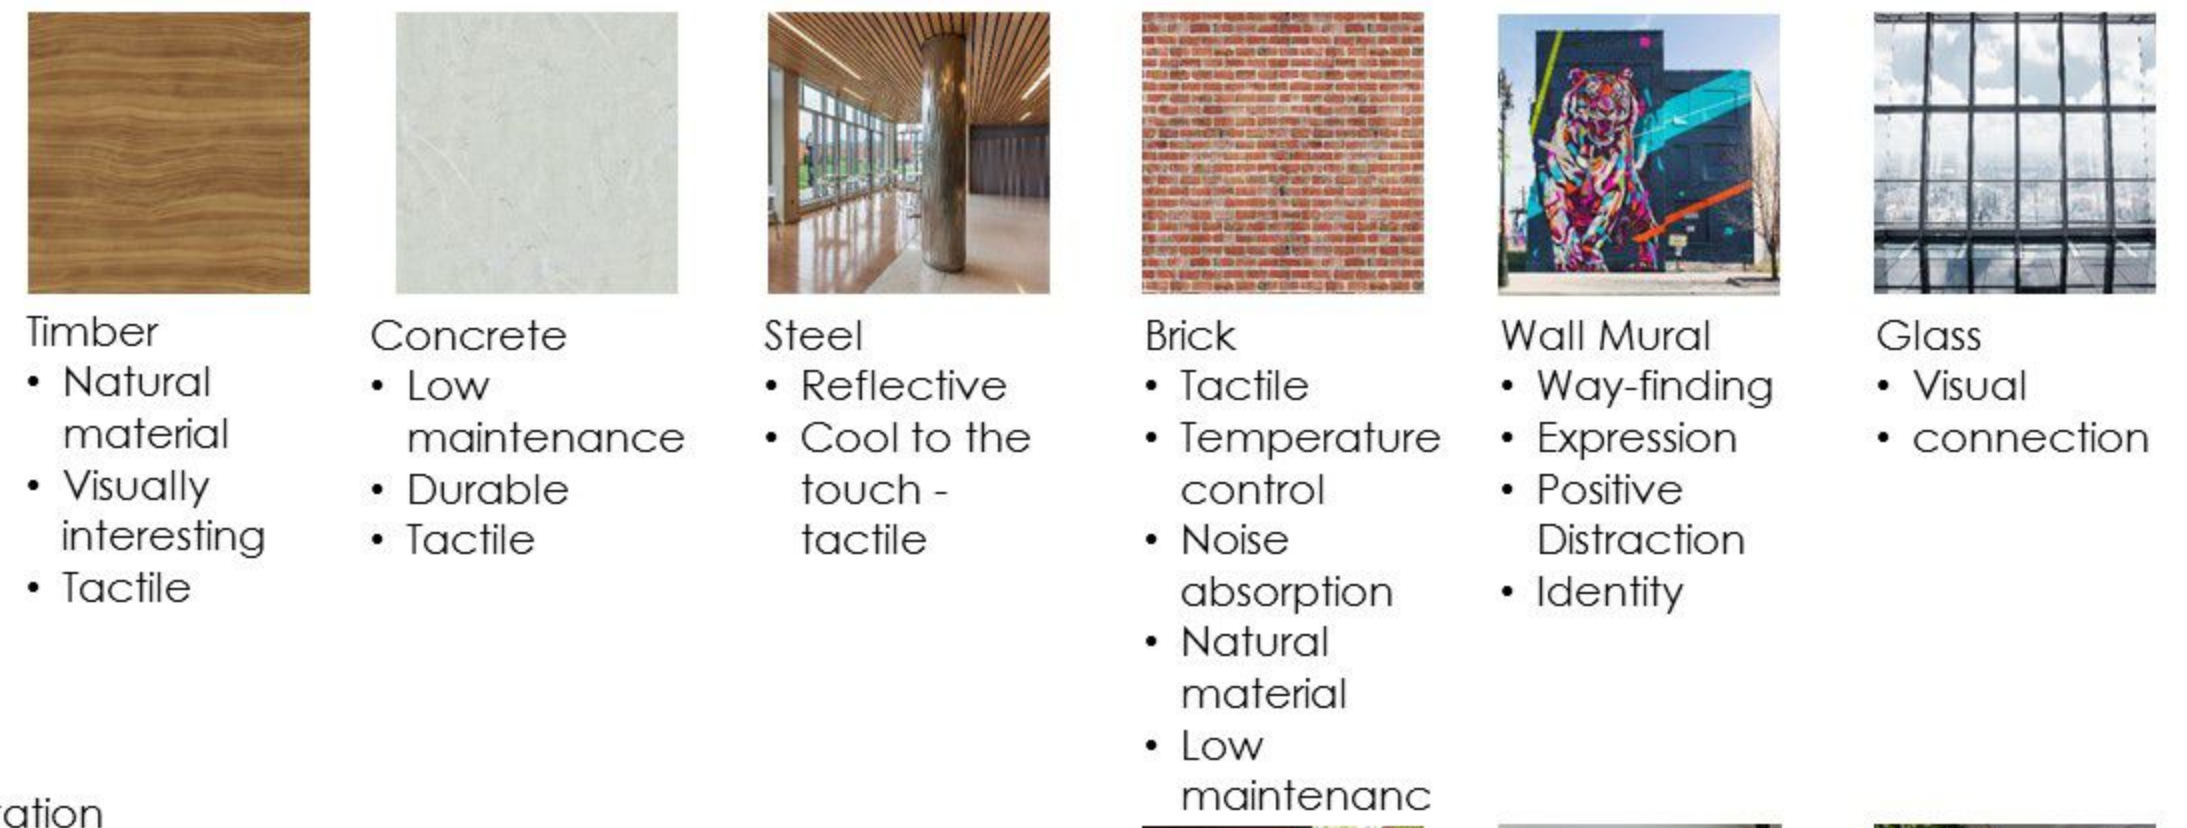 Timber
• Natural
material
• Visually
interesting
• Tactile
Concrete
• Low
maintenance
• Durable
• Tactile
Steel
• Reflective
• Cool to the
touch -
tactile
Brick
• Tactile
• Temperature
control
• Noise
absorption
• Natural
material
• Low
maintenanc
Wall Mural
• Way-finding
• Expression
• Positive
Distraction
• Identity
Glass
• Visual
• connection